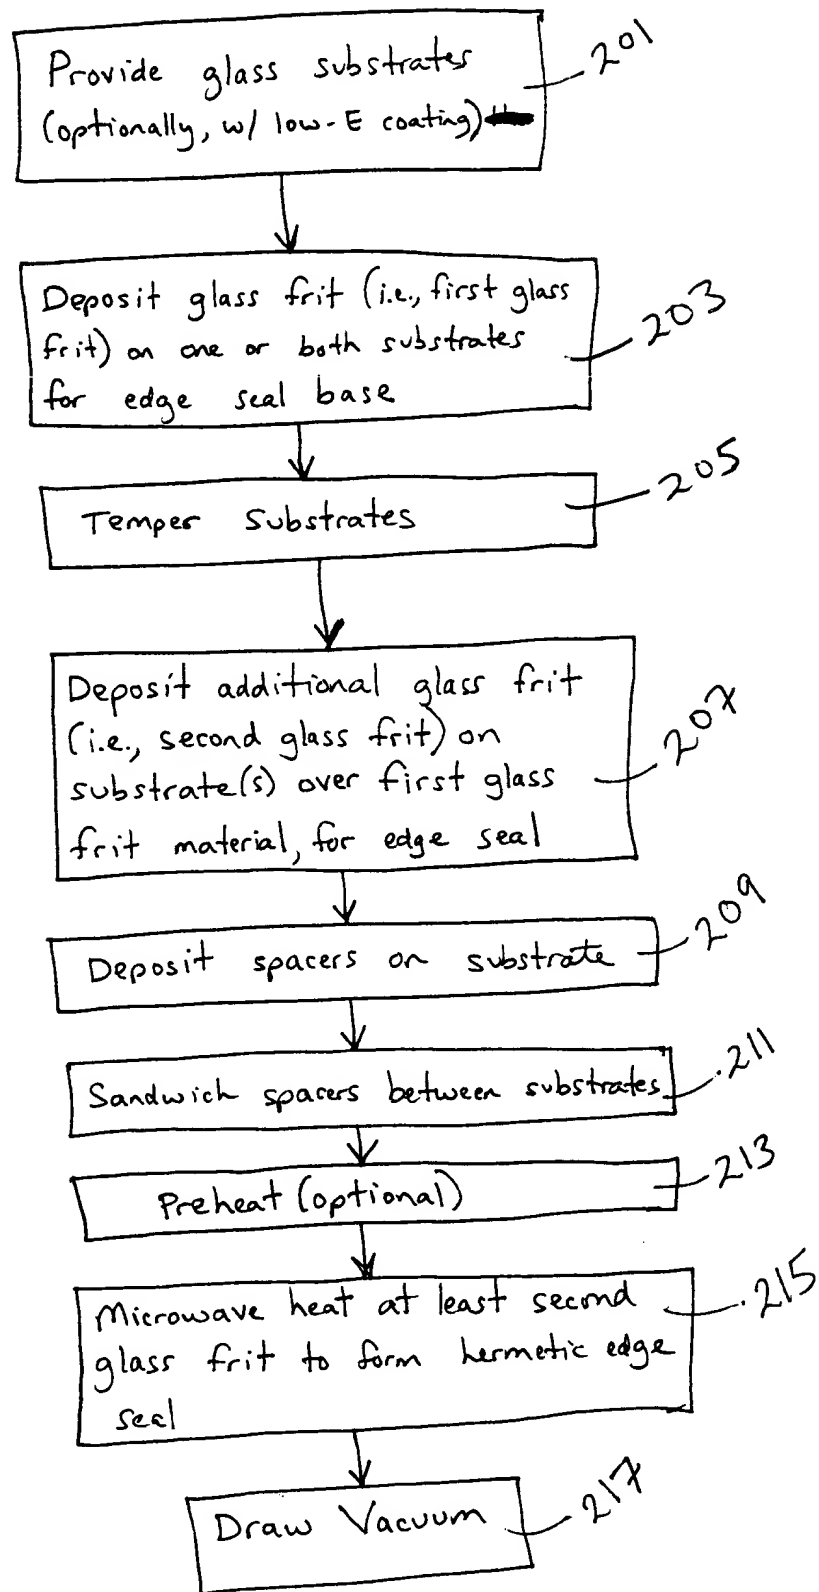 Provide glass substrates
201
(optionally, w/ low-E coating)
Deposit glass frit (i.e., first glass
frit) on one or both substrates
for edge seal base
203
Temper Substrates
205
Deposit additional glass frit
(i.e., second glass frit) on
substrate(s) over first glass
frit material, for edge seal
207
Deposit spacers on substrate
209
Sandwich spacers between substrates
211
Preheat (optional)
213
Microwave heat at least second
glass frit to form hermetic edge
seal
215
Draw Vacuum
217